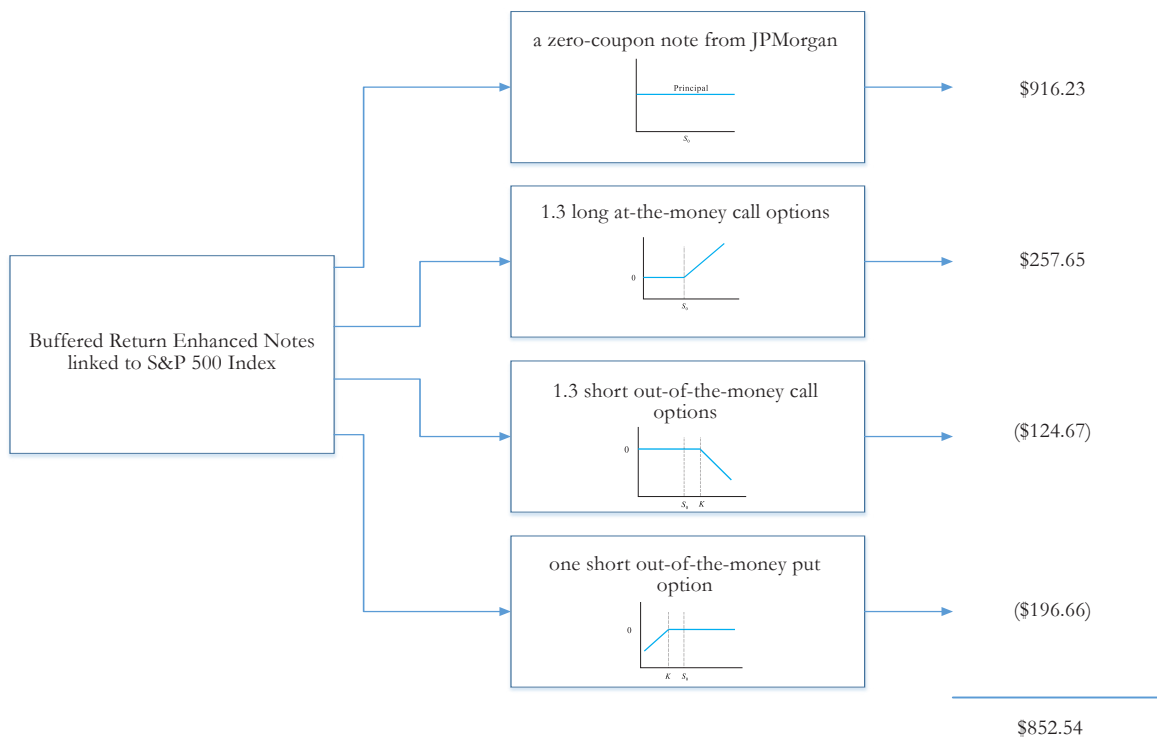 a zero-coupon note from JPMorgan
Principal
S0
$916.23
1.3 long at-the-money call options
0
S0
$257.65
Buffered Return Enhanced Notes
linked to S&P 500 Index
1.3 short out-of-the-money call
options
0
S0 K
($124.67)
one short out-of-the-money put
option
0
K S0
($196.66)
$852.54